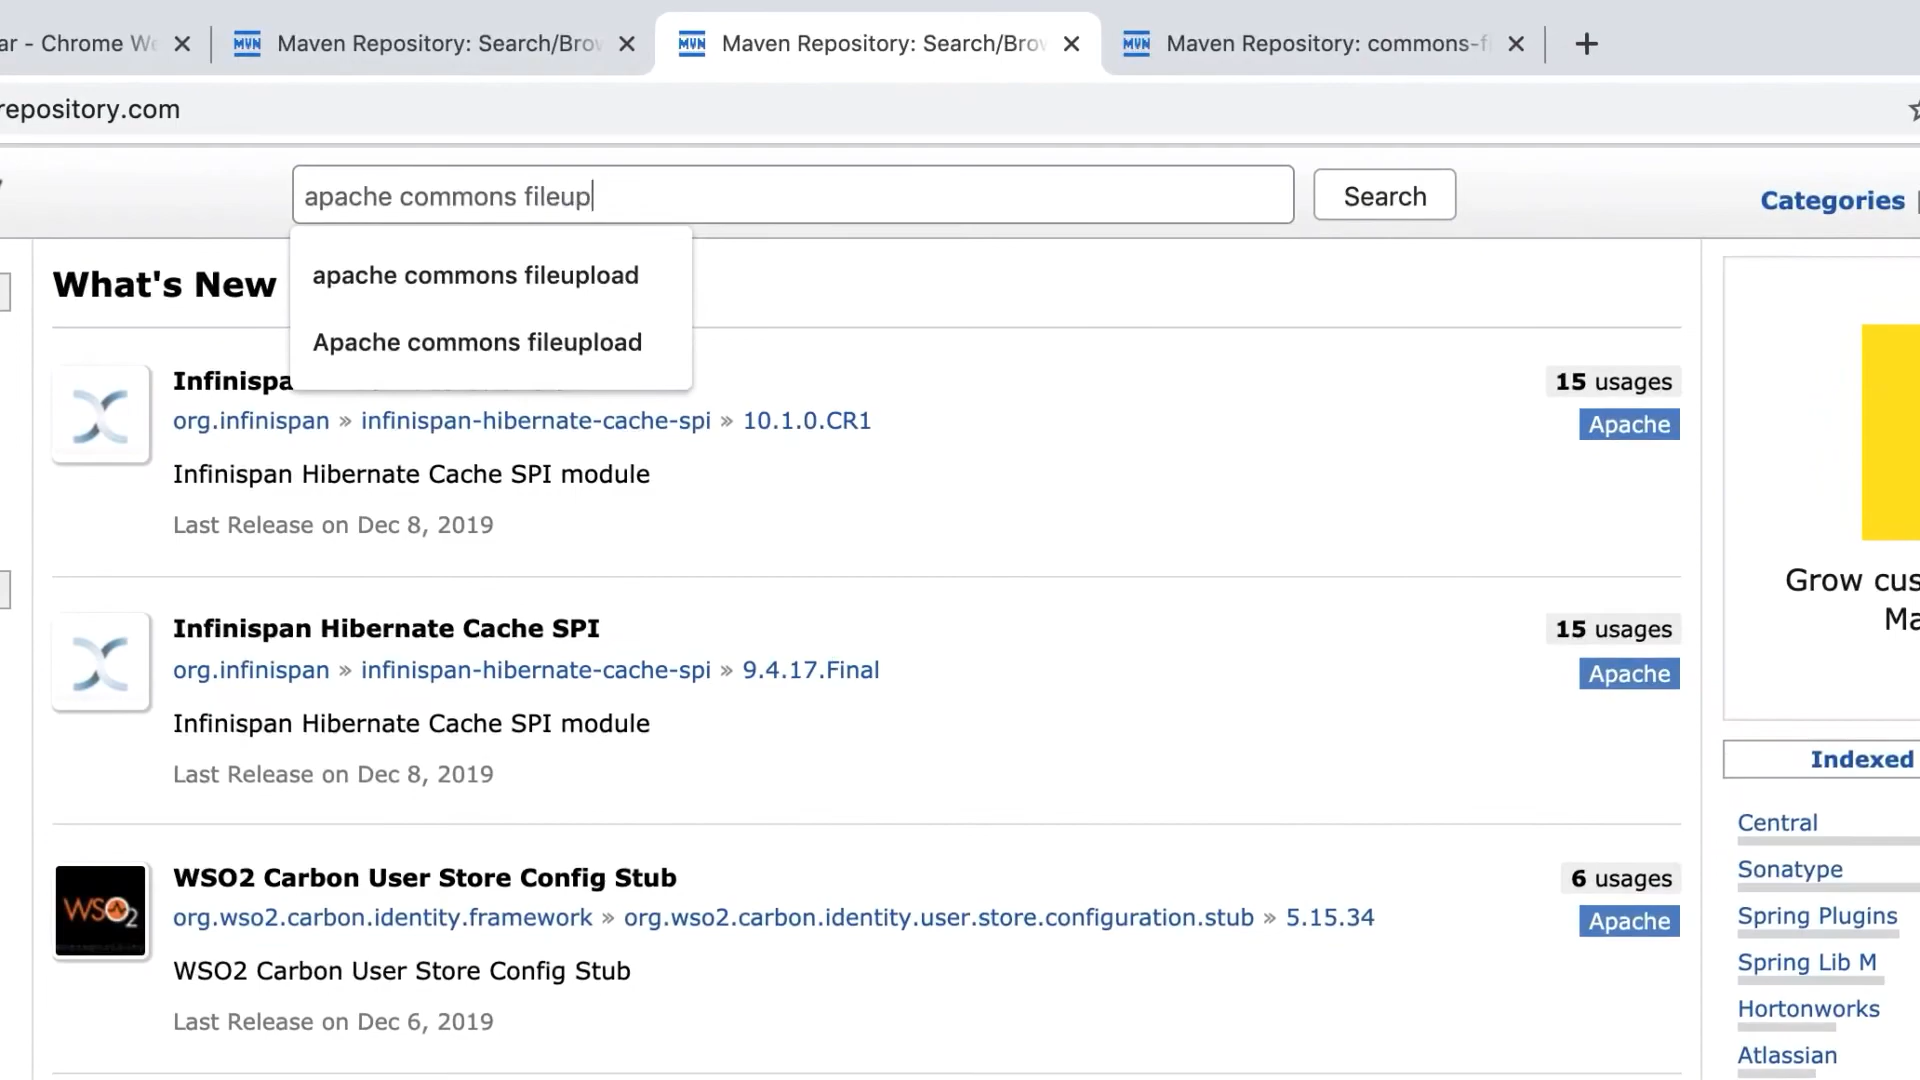 ar - Chrome We
Maven Repository: Search/Brow
Maven Repository: Search/Brow
Maven Repository: commons-f
repository.com
apache commons fileup
Search
Categories
apache commons fileupload
Apache commons fileupload
What's New
Infinispa
15 usages
org.infinispan » infinispan-hibernate-cache-spi » 10.1.0.CR1
Apache
Infinispan Hibernate Cache SPI module
Last Release on Dec 8, 2019
Infinispan Hibernate Cache SPI
15 usages
org.infinispan » infinispan-hibernate-cache-spi » 9.4.17.Final
Apache
Infinispan Hibernate Cache SPI module
Last Release on Dec 8, 2019
WSO2
WSO2 Carbon User Store Config Stub
6 usages
org.wso2.carbon.identity.framework » org.wso2.carbon.identity.user.store.configuration.stub » 5.15.34
Apache
WSO2 Carbon User Store Config Stub
Last Release on Dec 6, 2019
Grow cus
Ma
Indexed
Central
Sonatype
Spring Plugins
Spring Lib M
Hortonworks
Atlassian